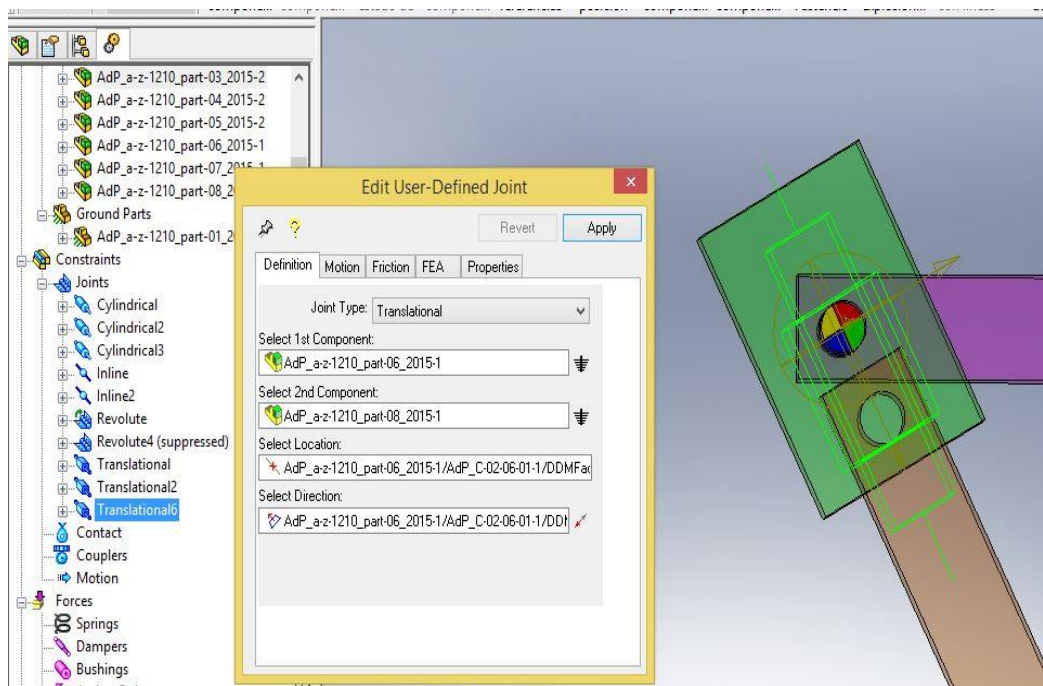 AdP_a-z-1210_part-03_2015-2
AdP_a-z-1210_part-04_2015-2
AdP_a-z-1210_part-05_2015-2
AdP_a-z-1210_part-06_2015-1
AdP_a-z-1210_part-07_2015-1
AdP_a-z-1210_part-08_20
Ground Parts
AdP_a-z-1210_part-01_20
Constraints
Joints
Cylindrical
Cylindrical2
Cylindrical3
Inline
Inline2
Revolute
Revolute4 (suppressed)
Translational
Translational2
Translational6
Contact
Couplers
Motion
Forces
Springs
Dampers
Bushings
Edit User-Defined Joint
x
?
Revert
Apply
Definition
Motion
Friction
FEA
Properties
Joint Type: Translational
Select 1st Component:
AdP_a-z-1210_part-06_2015-1
Select 2nd Component:
AdP_a-z-1210_part-08_2015-1
Select Location:
AdP_a-z-1210_part-06_2015-1/AdP_C-02-06-01-1/DDMFac
Select Direction:
AdP_a-z-1210_part-06_2015-1/AdP_C-02-06-01-1/DD